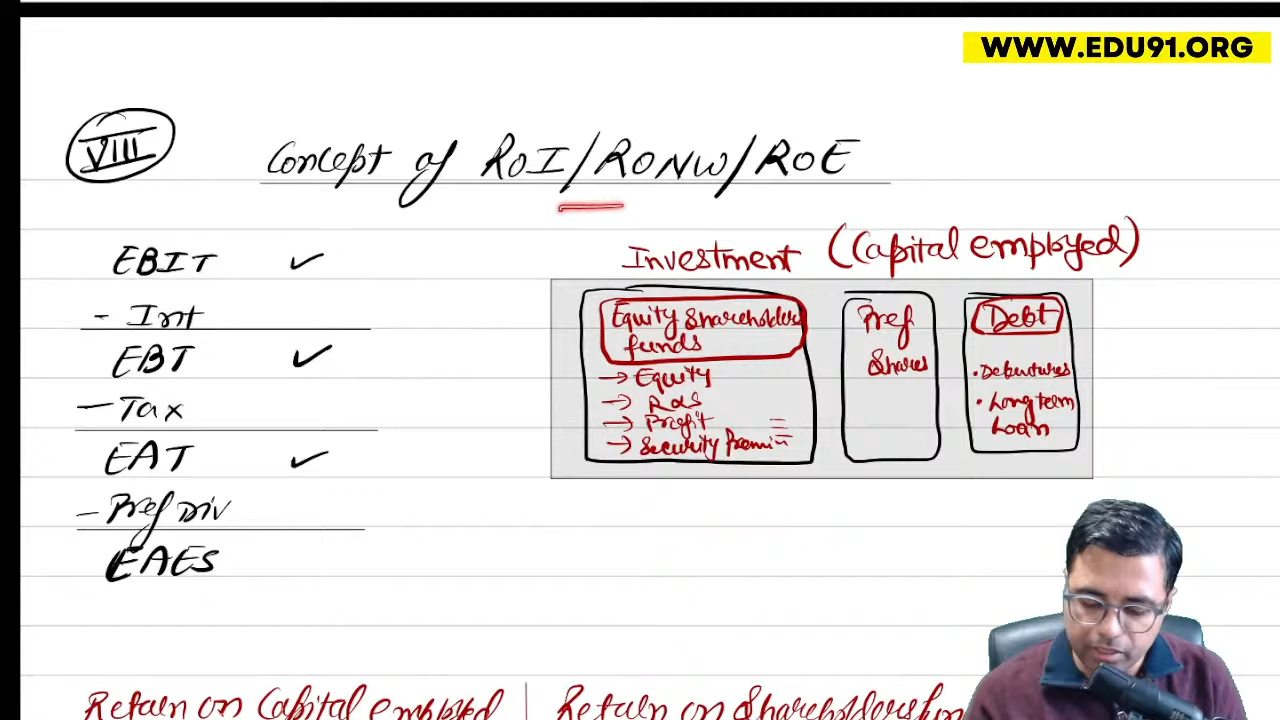 WWW.EDU91.ORG
VIII
Concept of ROI/RONW/ROE
EBIT ✓
- Int
EBT ✓
- Tax
EAT ✓
- Pref Div
EAES
Investment (Capital employed)
Equity Shareholders
funds
→ Equity
→ R&S
→ Profit
→ Security Premium
Pref
Shares
Debt
• Debentures
• Long term
Loan
Return on Capital employed
Return on Shareholders